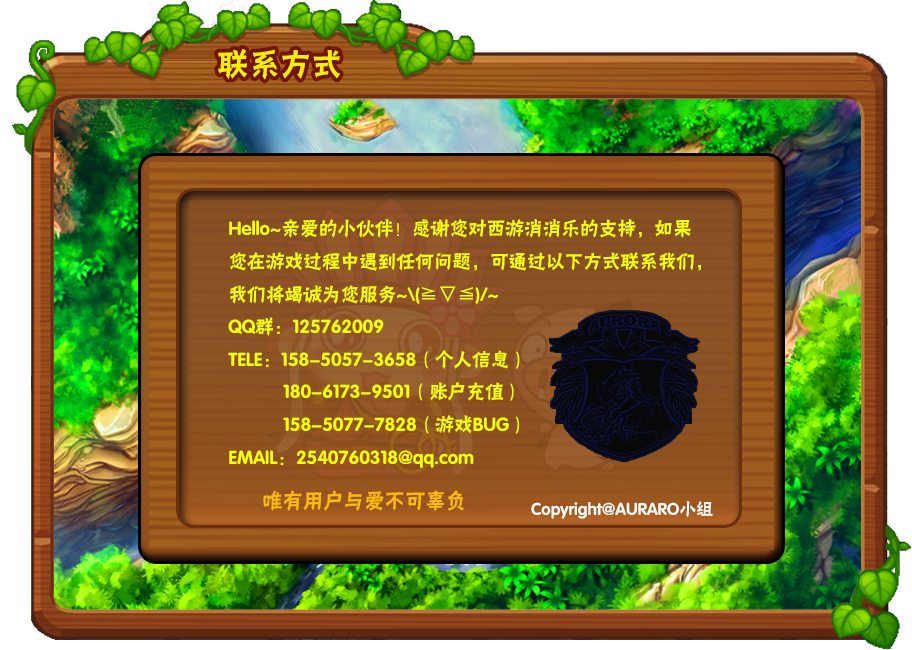 联系方式
Hello~亲爱的小伙伴！感谢您对西游消消乐的支持，如果
您在游戏过程中遇到任何问题，可通过以下方式联系我们，
我们将竭诚为您服务~\(≧▽≦)/~
QQ群：125762009
TELE：158-5057-3658（个人信息）
180-6173-9501（账户充值）
158-5077-7828（游戏BUG）
EMAIL：2540760318@qq.com
AURORA
唯有用户与爱不可辜负
Copyright@AURARO小组